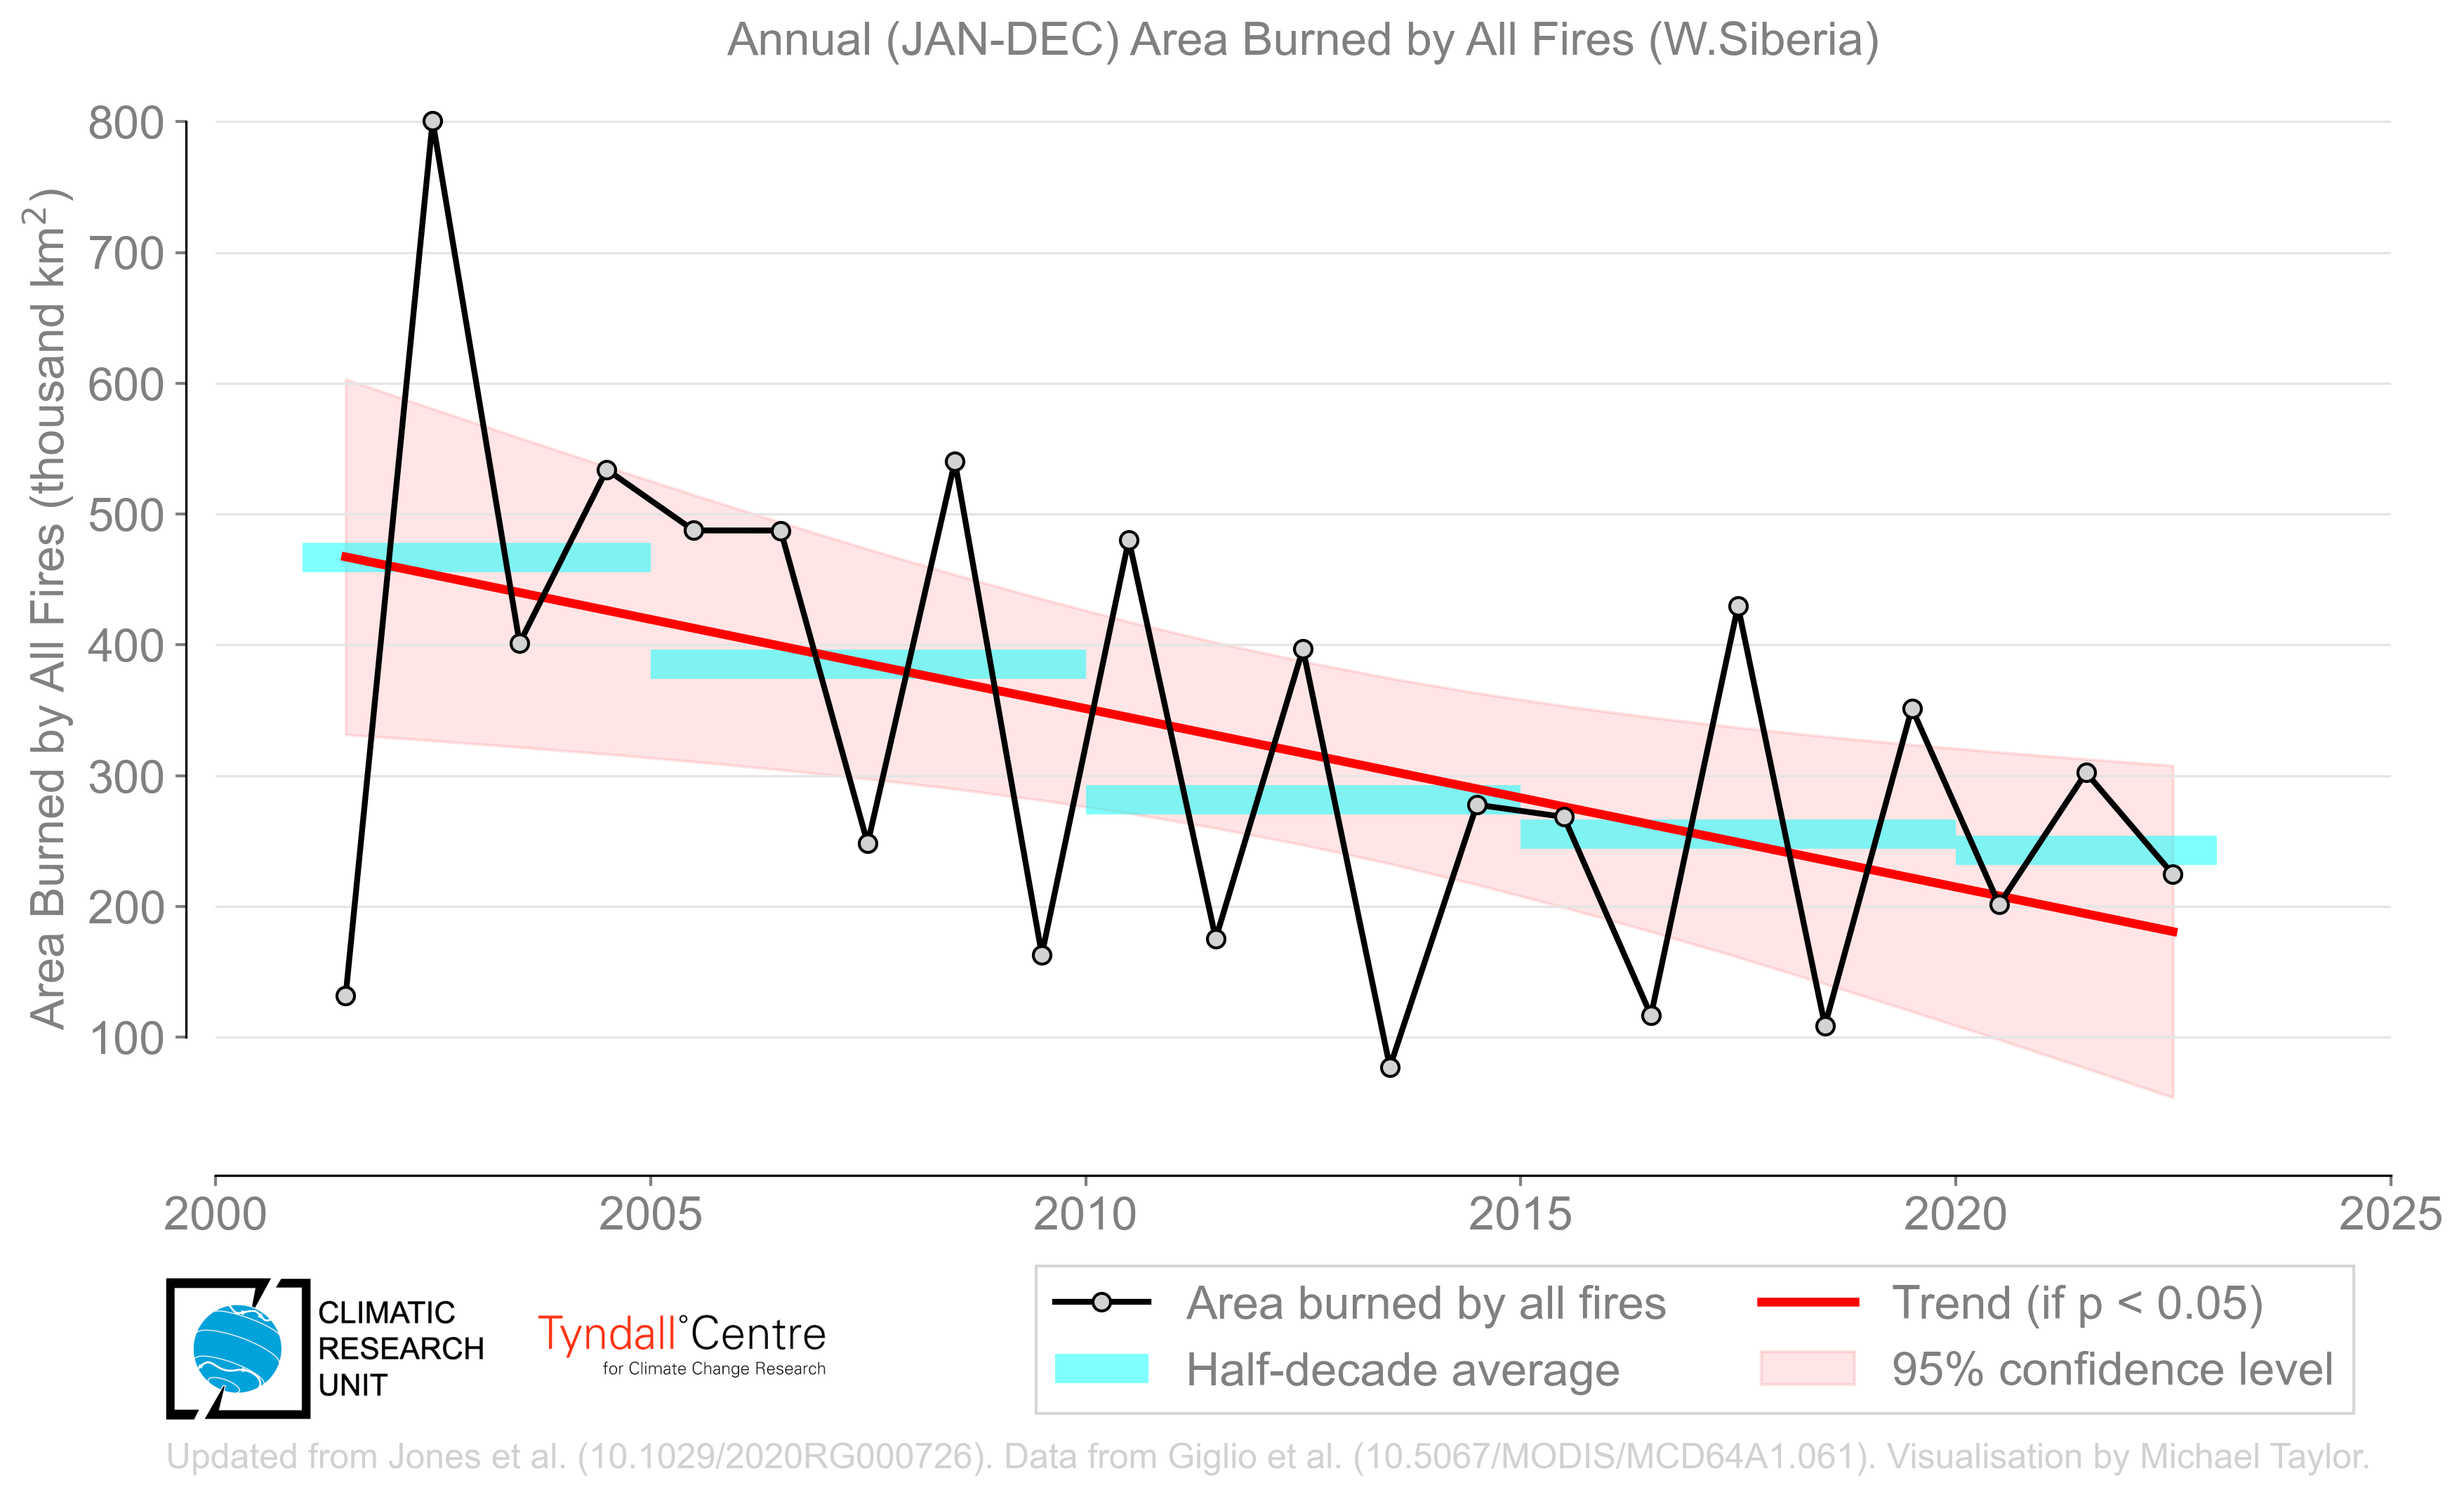 Annual (JAN-DEC) Area Burned by All Fires (W.Siberia)
Area Burned by All Fires (thousand km²)
800
700
600
500
400
300
200
100
2000 2005 2010 2015 2020 2025
CLIMATIC
RESEARCH
UNIT
Tyndall°Centre
for Climate Change Research
Area burned by all fires
Half-decade average
Trend (if p < 0.05)
95% confidence level
Updated from Jones et al. (10.1029/2020RG000726). Data from Giglio et al. (10.5067/MODIS/MCD64A1.061). Visualisation by Michael Taylor.